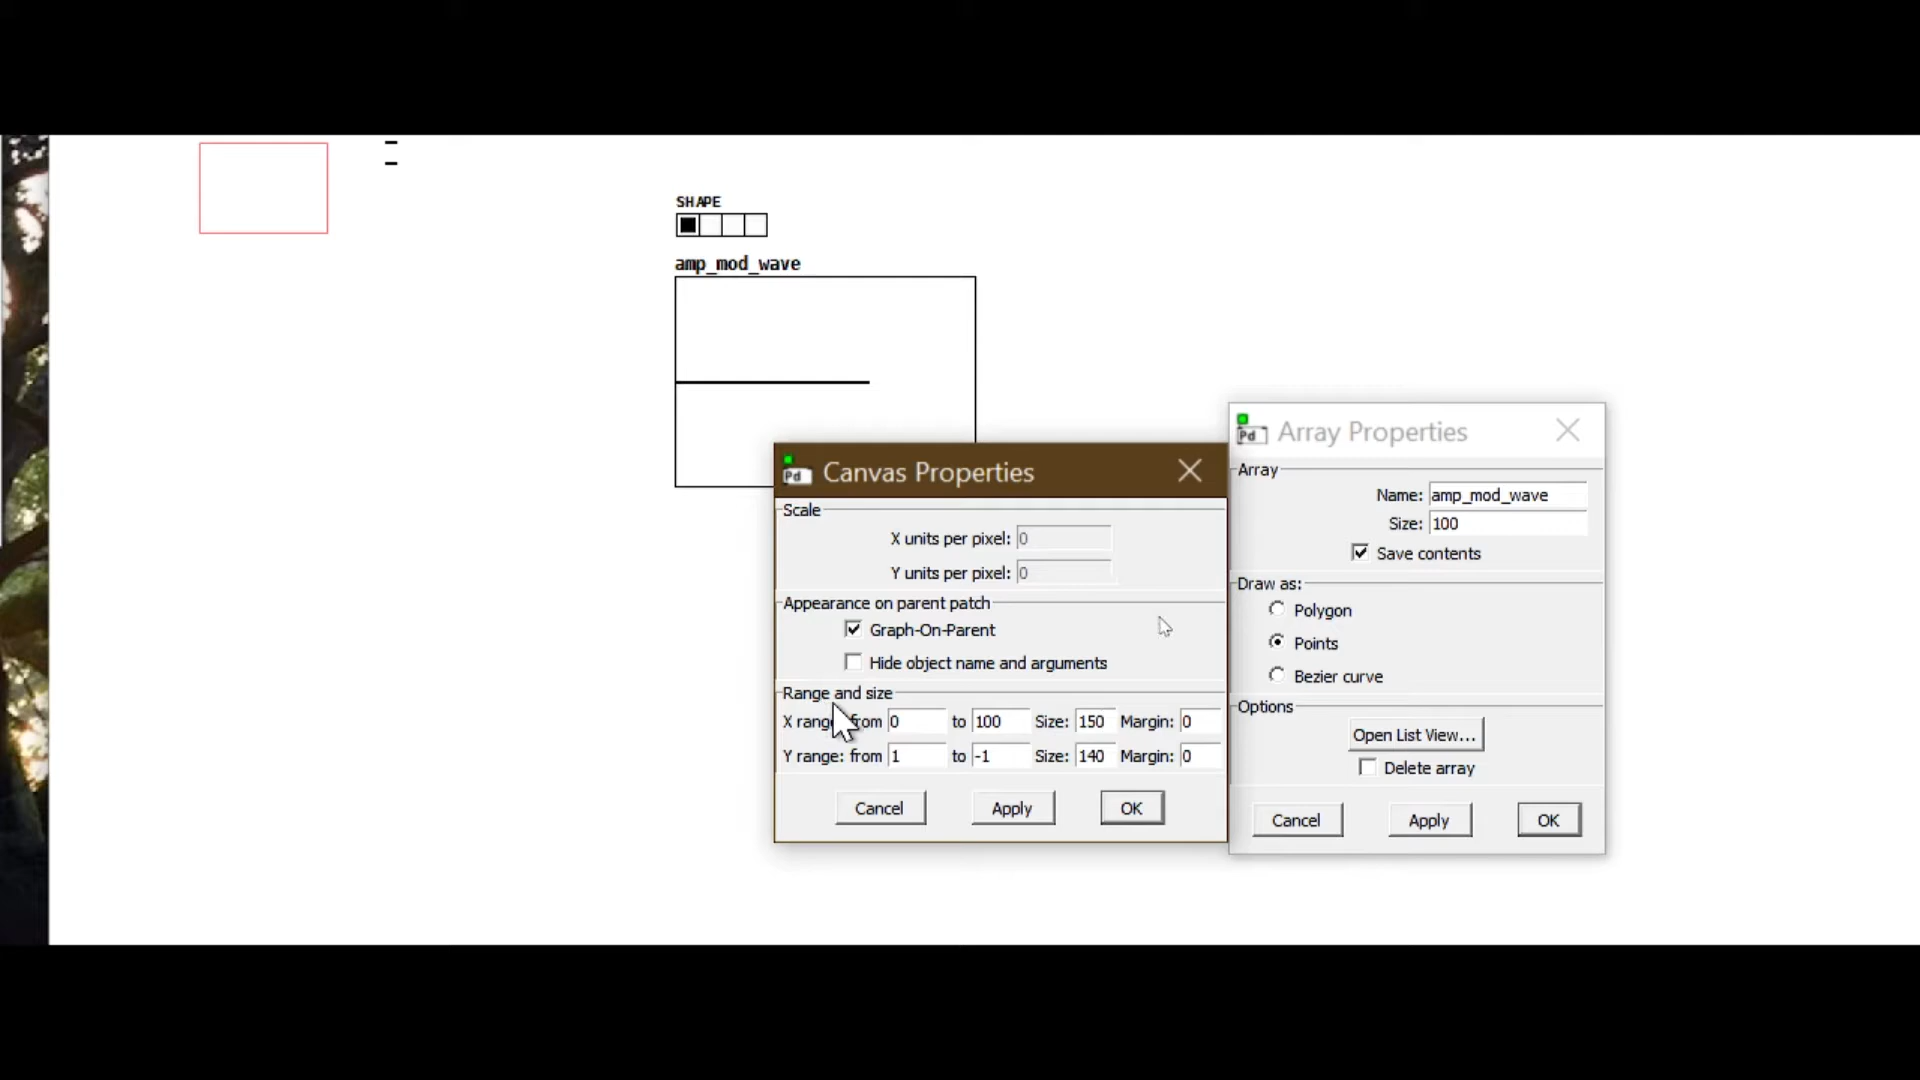 SHAPE
amp_mod_wave
Pd Canvas Properties
Scale
X units per pixel: 0
Y units per pixel: 0
Appearance on parent patch
Graph-On-Parent
Hide object name and arguments
Range and size
X rang from 0 to 100 Size: 150 Margin: 0
Y range: from 1 to -1 Size: 140 Margin: 0
Cancel Apply OK
Pd Array Properties
Array
Name: amp_mod_wave
Size: 100
Save contents
Draw as:
Polygon
Points
Bezier curve
Options
Open List View...
Delete array
Cancel Apply OK